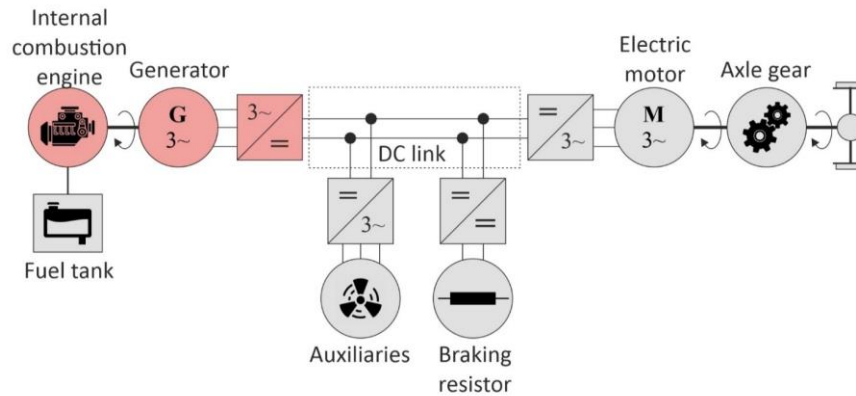 Internal
combustion
engine
Generator
Electric
motor
Axle gear
G
3~
3~
=
DC link
=
3~
M
3~
=
3~
=
=
Fuel tank
Auxiliaries
Braking
resistor